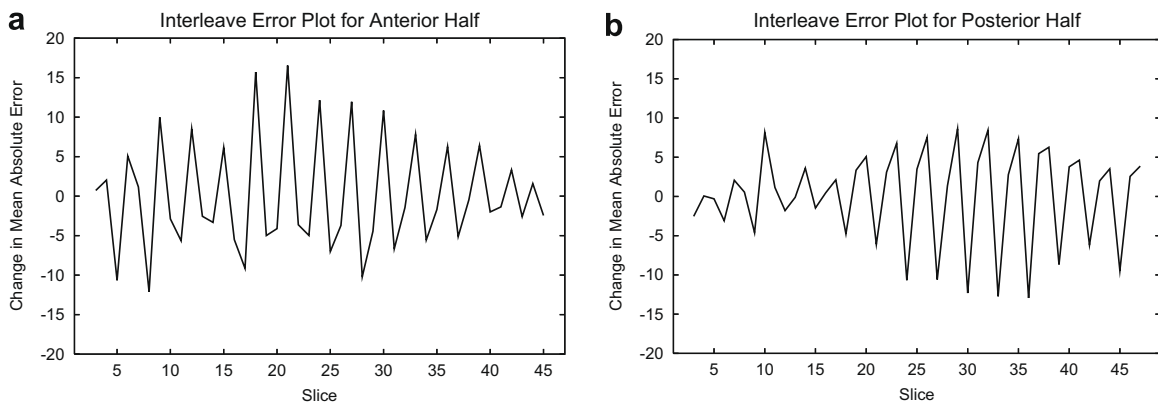 a
Interleave Error Plot for Anterior Half
20
15
10
5
0
-5
-10
-15
-20
Change in Mean Absolute Error
5 10 15 20 25 30 35 40 45
Slice
b
Interleave Error Plot for Posterior Half
20
15
10
5
0
-5
-10
-15
-20
Change in Mean Absolute Error
5 10 15 20 25 30 35 40 45
Slice